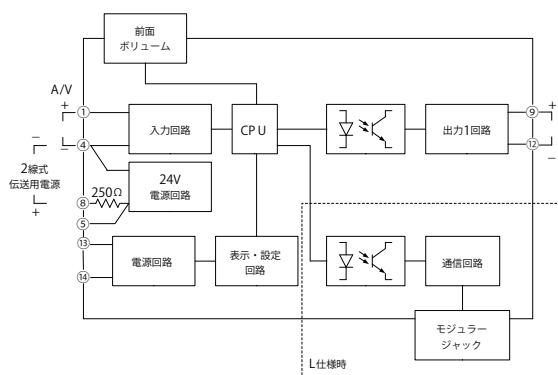 前面
ボリューム
A/V
+
①
−
④
入力回路
CPU
出力1回路
⑨
+
⑫
−
−
2線式
伝送用電源
+
24V
電源回路
250Ω
⑧
⑤
⑬
⑭
電源回路
表示・設定
回路
通信回路
モジュラー
ジャック
L仕様時